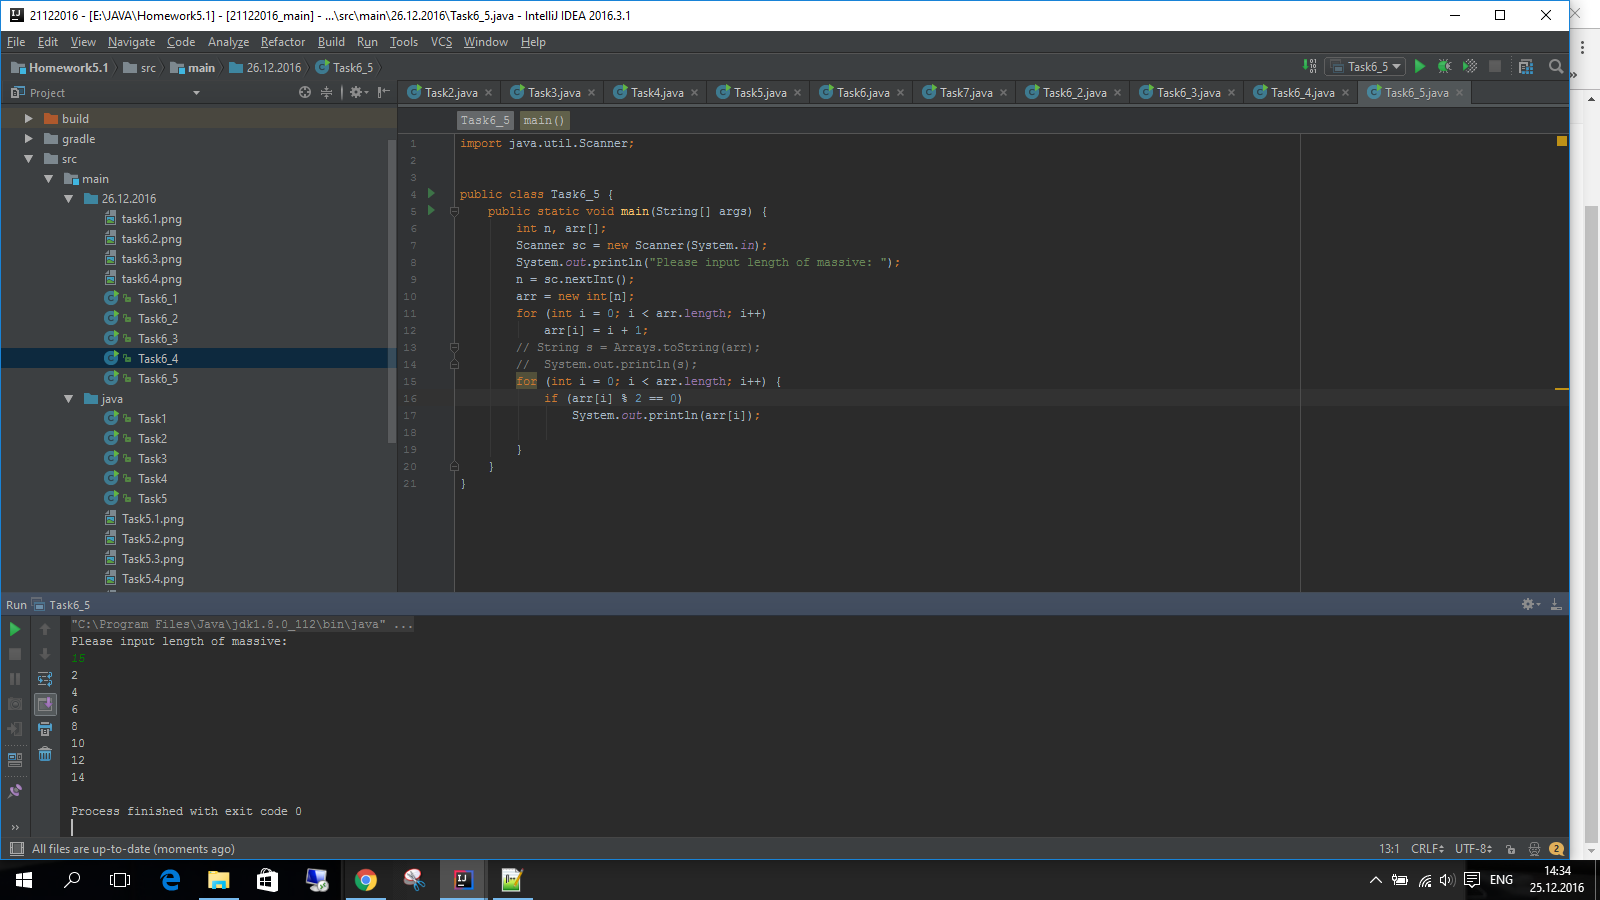 21122016 - [E:\JAVA\Homework5.1] - [21122016_main] - ...\src\main\26.12.2016\Task6_5.java - IntelliJ IDEA 2016.3.1
File Edit View Navigate Code Analyze Refactor Build Run Tools VCS Window Help
Homework5.1 src main 26.12.2016 Task6_5
Task6_5
Project
Task2.java Task3.java Task4.java Task5.java Task6.java Task7.java Task6_2.java Task6_3.java Task6_4.java Task6_5.java
build
gradle
src
main
26.12.2016
task6.1.png
task6.2.png
task6.3.png
task6.4.png
Task6_1
Task6_2
Task6_3
Task6_4
Task6_5
java
Task1
Task2
Task3
Task4
Task5
Task5.1.png
Task5.2.png
Task5.3.png
Task5.4.png
Task6_5 main()
1 import java.util.Scanner;
2
3
4 public class Task6_5 {
5 public static void main(String[] args) {
6 int n, arr[];
7 Scanner sc = new Scanner(System.in);
8 System.out.println("Please input length of massive: ");
9 n = sc.nextInt();
10 arr = new int[n];
11 for (int i = 0; i < arr.length; i++)
12 arr[i] = i + 1;
13 // String s = Arrays.toString(arr);
14 // System.out.println(s);
15 for (int i = 0; i < arr.length; i++) {
16 if (arr[i] % 2 == 0)
17 System.out.println(arr[i]);
18
19 }
20 }
21 }
Run Task6_5
"C:\Program Files\Java\jdk1.8.0_112\bin\java" ...
Please input length of massive:
15
2
4
6
8
10
12
14
Process finished with exit code 0
All files are up-to-date (moments ago)
13:1 CRLF UTF-8 2
ENG
14:34
25.12.2016